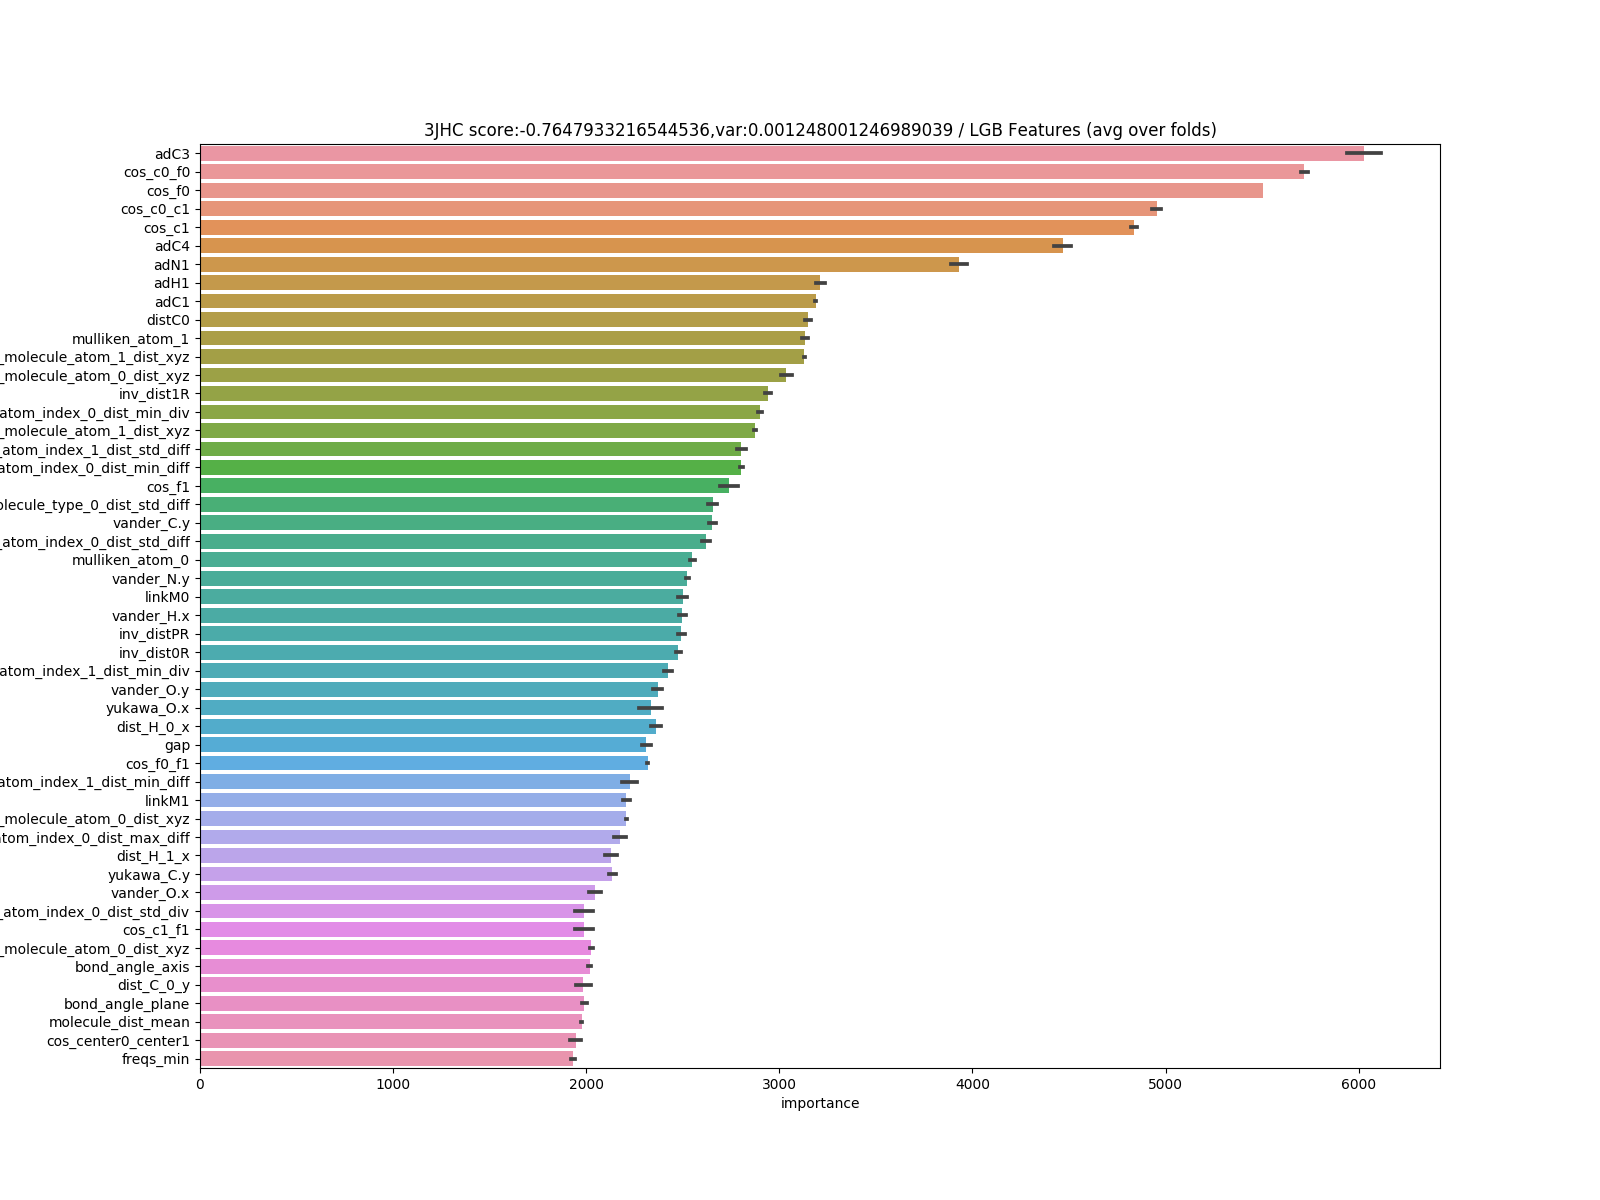 3JHC score:-0.7647933216544536,var:0.001248001246989039 / LGB Features (avg over folds)
adC3
cos_c0_f0
cos_f0
cos_c0_c1
cos_c1
adC4
adN1
adH1
adC1
distC0
mulliken_atom_1
_molecule_atom_1_dist_xyz
_molecule_atom_0_dist_xyz
inv_dist1R
atom_index_0_dist_min_div
_molecule_atom_1_dist_xyz
_atom_index_1_dist_std_diff
atom_index_0_dist_min_diff
cos_f1
olecule_type_0_dist_std_diff
vander_C.y
_atom_index_0_dist_std_diff
mulliken_atom_0
vander_N.y
linkM0
vander_H.x
inv_distPR
inv_dist0R
atom_index_1_dist_min_div
vander_O.y
yukawa_O.x
dist_H_0_x
gap
cos_f0_f1
atom_index_1_dist_min_diff
linkM1
_molecule_atom_0_dist_xyz
atom_index_0_dist_max_diff
dist_H_1_x
yukawa_C.y
vander_O.x
_atom_index_0_dist_std_div
cos_c1_f1
_molecule_atom_0_dist_xyz
bond_angle_axis
dist_C_0_y
bond_angle_plane
molecule_dist_mean
cos_center0_center1
freqs_min
0 1000 2000 3000 4000 5000 6000
importance